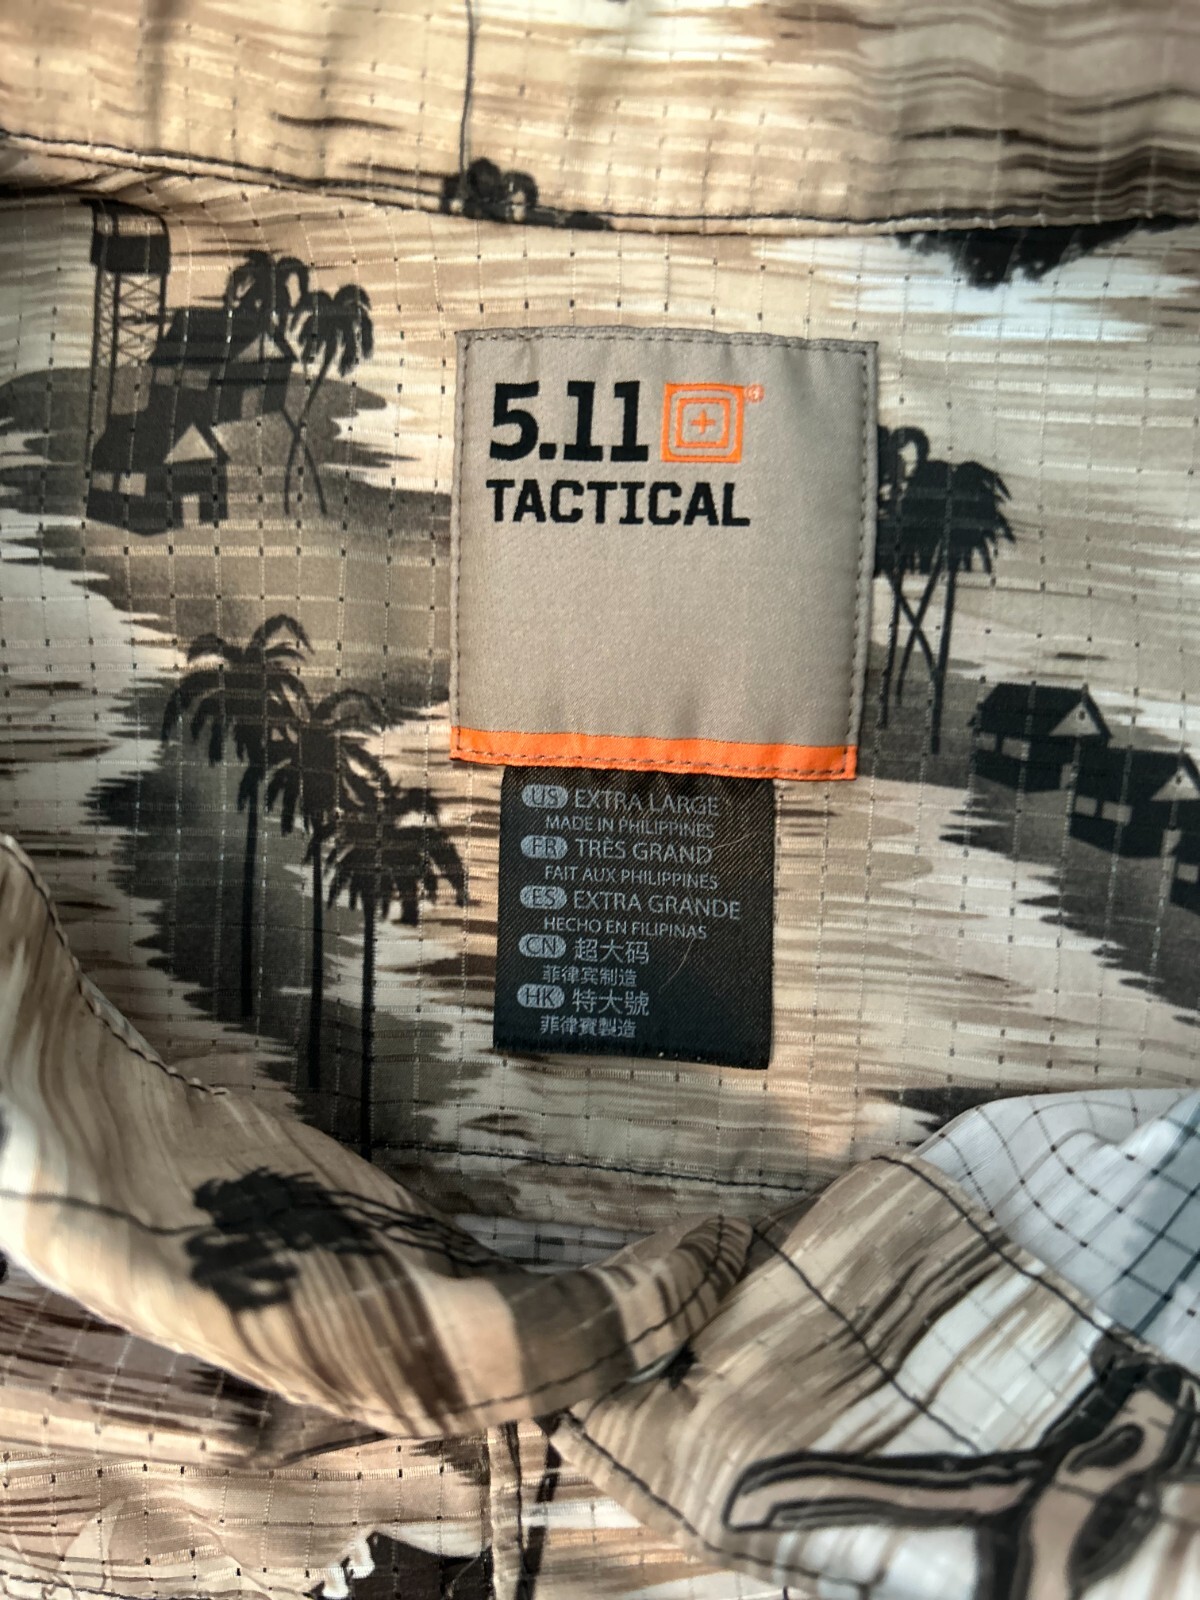 5.11 ®
TACTICAL
US EXTRA LARGE
MADE IN PHILIPPINES
FR TRÈS GRAND
FAIT AUX PHILIPPINES
ES EXTRA GRANDE
HECHO EN FILIPINAS
CN 超大码
菲律宾制造
HK 特大號
菲律賓製造